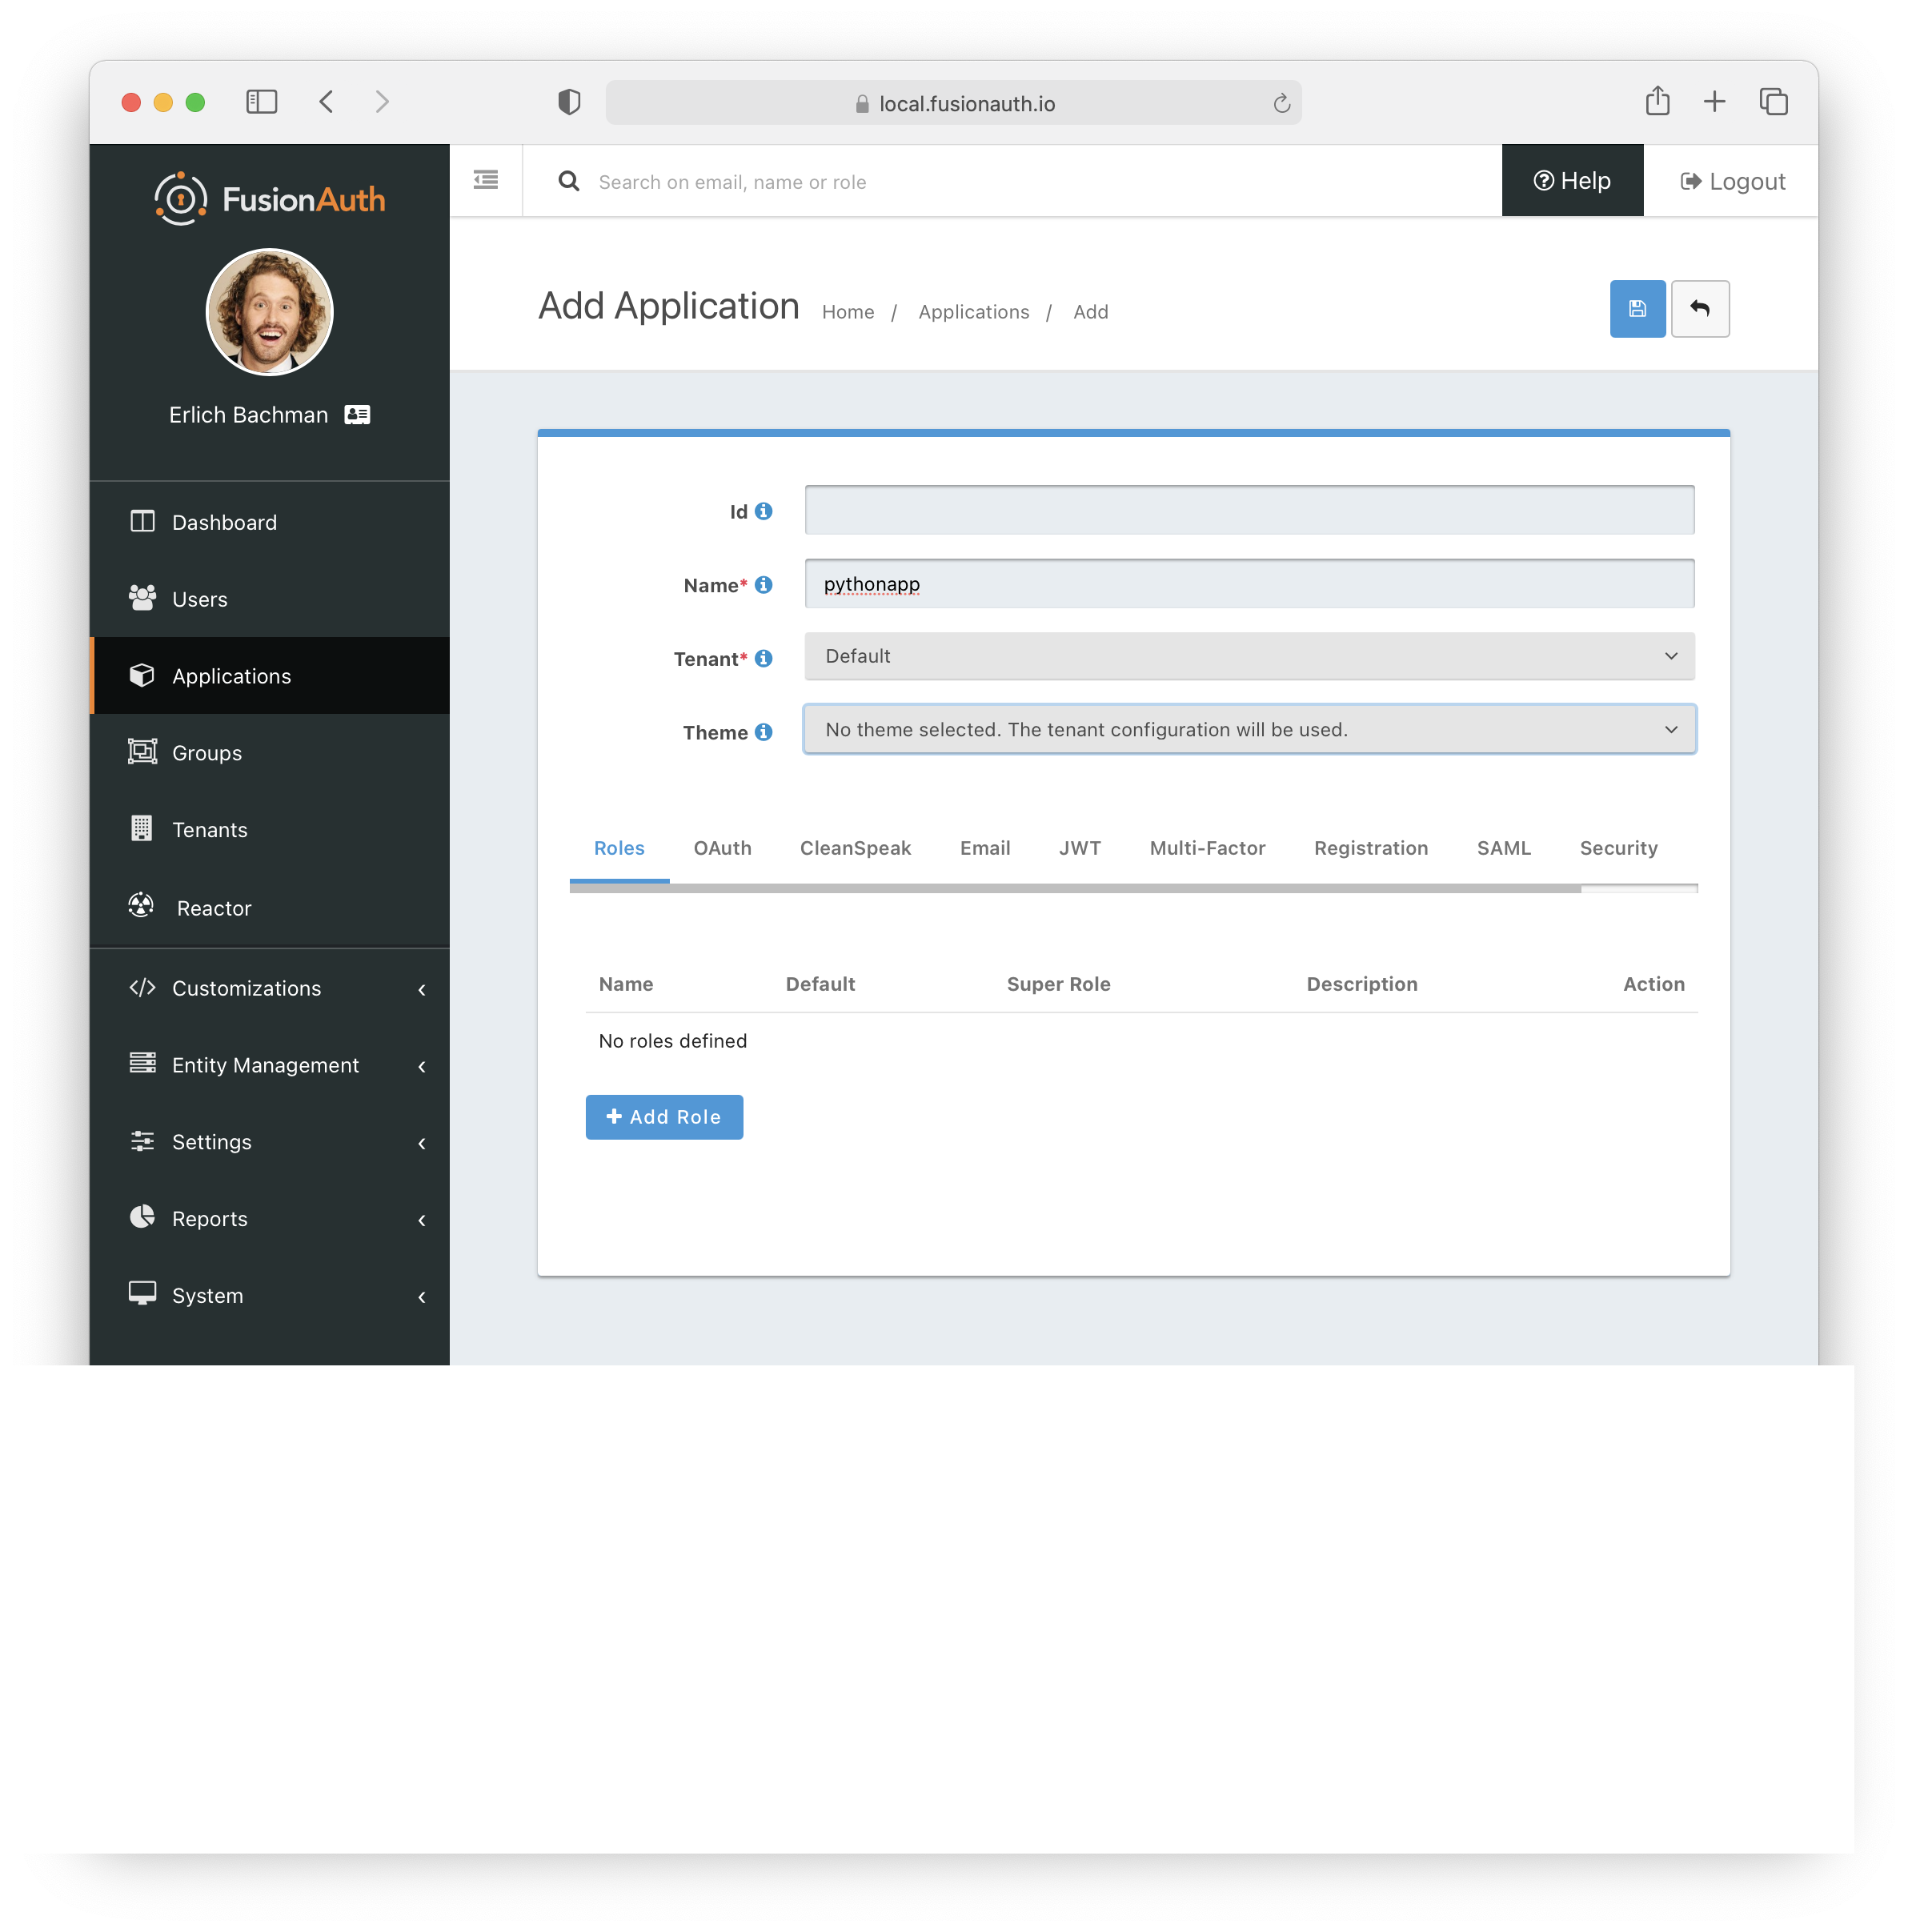 local.fusionauth.io
FusionAuth
Search on email, name or role
Help
Logout
Erlich Bachman
Dashboard
Users
Applications
Groups
Tenants
Reactor
Customizations
Entity Management
Settings
Reports
System
Add Application
Home / Applications / Add
Id
Name* pythonapp
Tenant* Default
Theme No theme selected. The tenant configuration will be used.
Roles OAuth CleanSpeak Email JWT Multi-Factor Registration SAML Security
Name Default Super Role Description Action
No roles defined
Add Role